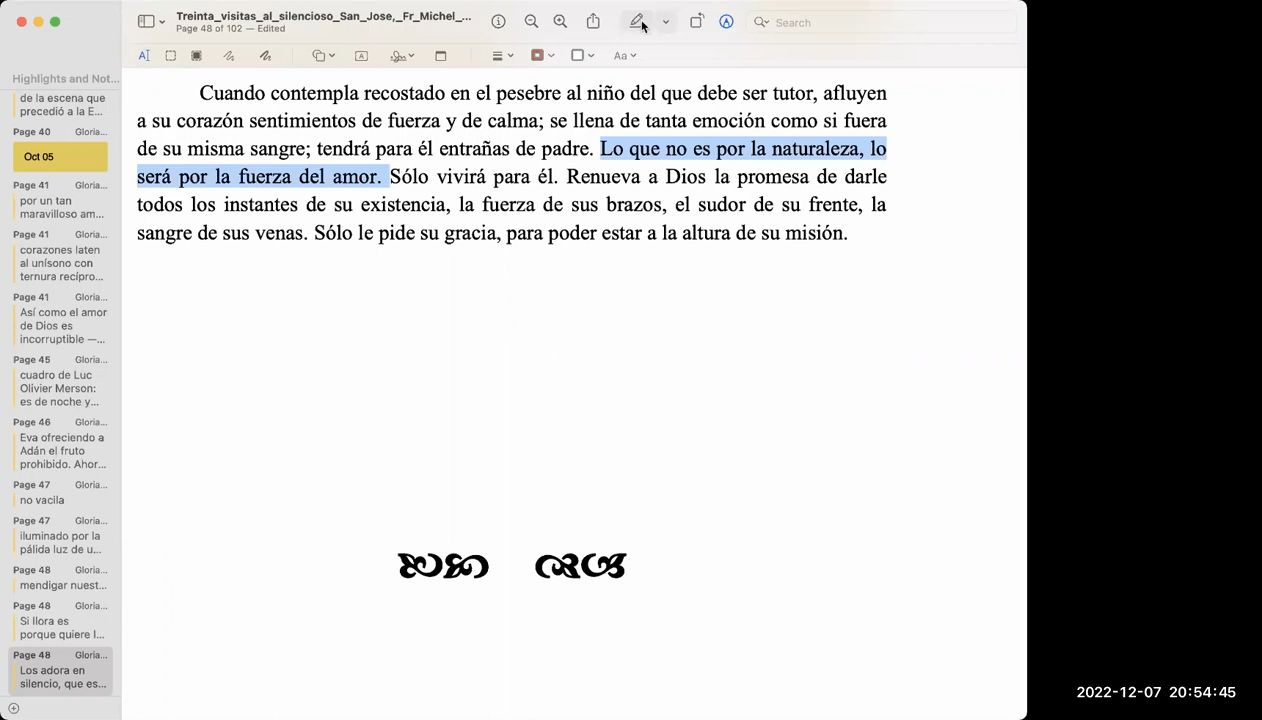 Treinta_visitas_al_silencioso_San_Jose,_Fr_Michel_...
Page 48 of 102 — Edited
Search
Aa
Highlights and Not...
de la escena que
precedió a la E...
Page 40 Gloria...
Oct 05
Page 41 Gloria...
por un tan
maravilloso am...
Page 41 Gloria...
corazones laten
al unísono con
ternura recípro...
Page 41 Gloria...
Así como el amor
de Dios es
incorruptible —...
Page 45 Gloria...
cuadro de Luc
Olivier Merson:
es de noche y...
Page 46 Gloria...
Eva ofreciendo a
Adán el fruto
prohibido. Ahor...
Page 47 Gloria...
no vacila
Page 47 Gloria...
iluminado por la
pálida luz de u...
Page 48 Gloria...
mendigar nuest...
Page 48 Gloria...
Si llora es
porque quiere l...
Page 48 Gloria...
Los adora en
silencio, que es...
Cuando contempla recostado en el pesebre al niño del que debe ser tutor, afluyen
a su corazón sentimientos de fuerza y de calma; se llena de tanta emoción como si fuera
de su misma sangre; tendrá para él entrañas de padre. Lo que no es por la naturaleza, lo
será por la fuerza del amor. Sólo vivirá para él. Renueva a Dios la promesa de darle
todos los instantes de su existencia, la fuerza de sus brazos, el sudor de su frente, la
sangre de sus venas. Sólo le pide su gracia, para poder estar a la altura de su misión.
2022-12-07 20:54:45